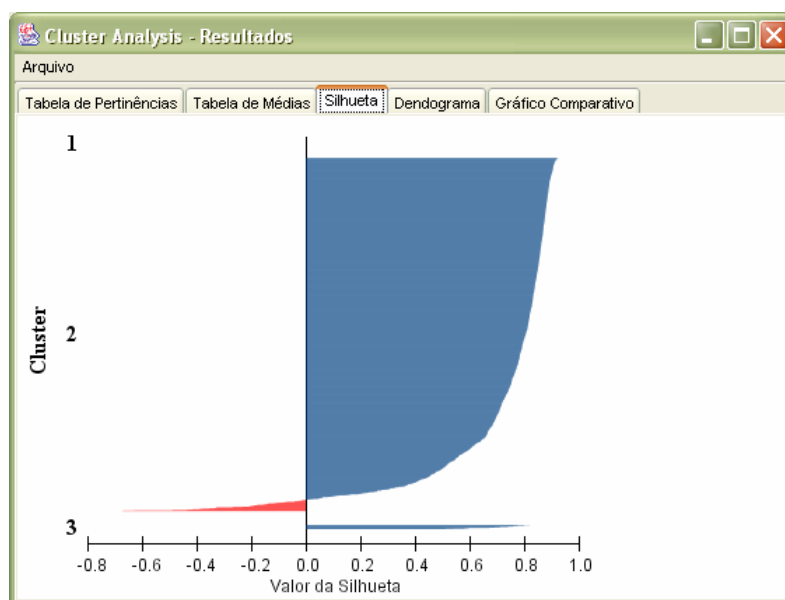 Cluster Analysis - Resultados
Arquivo
Tabela de Pertinências Tabela de Médias Silhueta Dendograma Gráfico Comparativo
1
Cluster
2
3
-0.8 -0.6 -0.4 -0.2 0.0 0.2 0.4 0.6 0.8 1.0
Valor da Silhueta